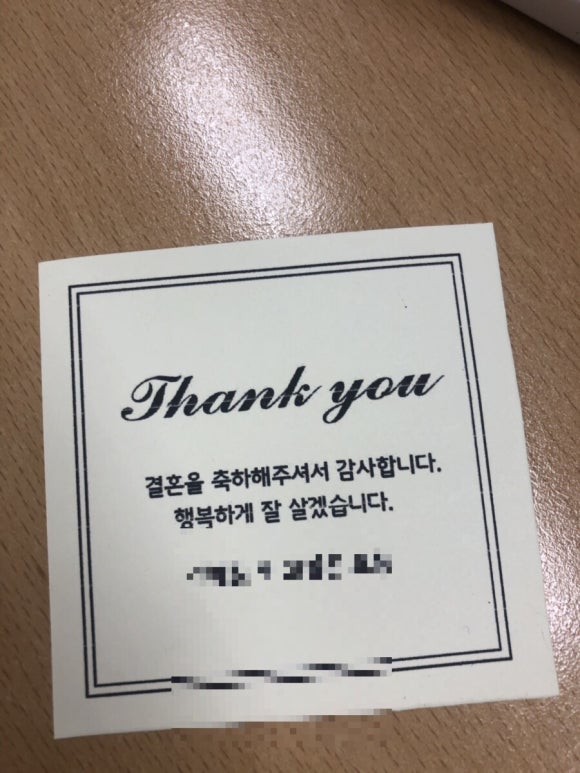 Thank you
결혼을 축하해주셔서 감사합니다.
행복하게 잘 살겠습니다.